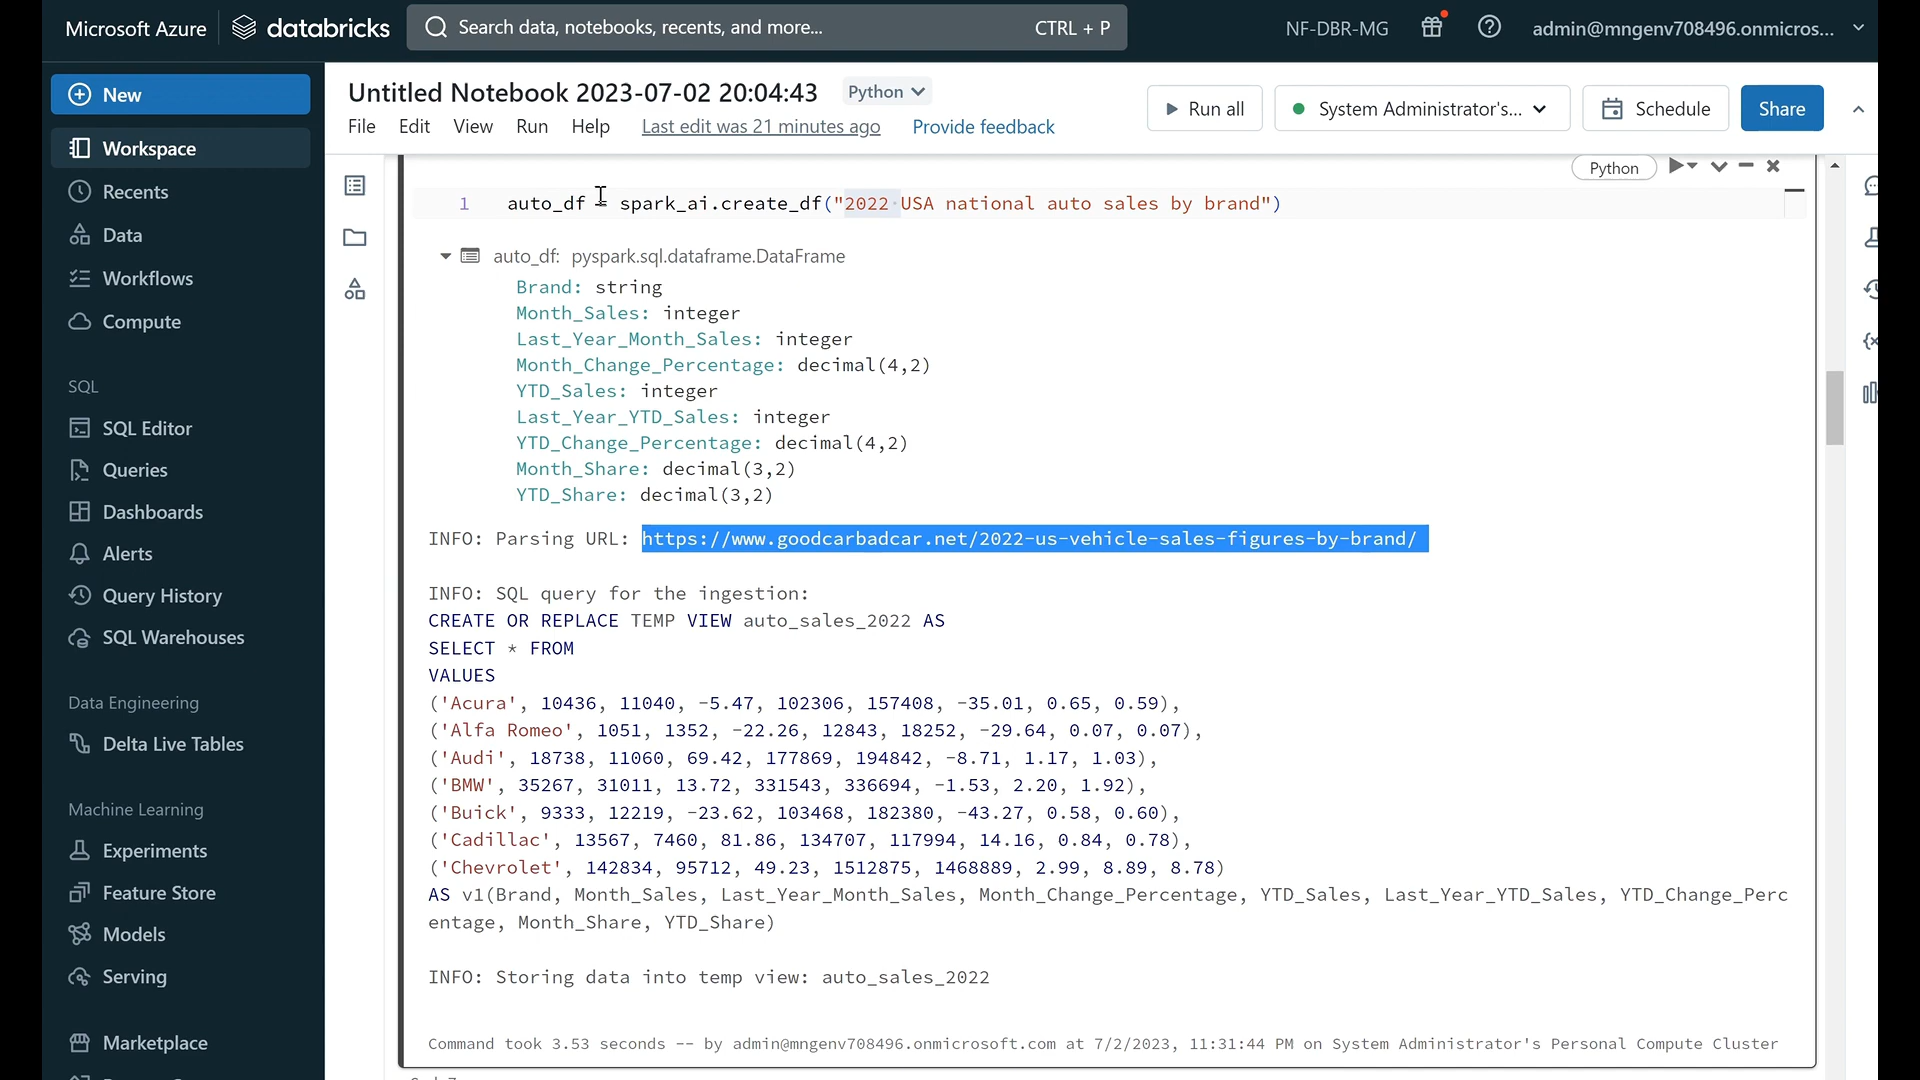 Microsoft Azure
databricks
Search data, notebooks, recents, and more...
CTRL + P
NF-DBR-MG
admin@mngenv708496.onmicros...
New
Workspace
Recents
Data
Workflows
Compute
SQL
SQL Editor
Queries
Dashboards
Alerts
Query History
SQL Warehouses
Data Engineering
Delta Live Tables
Machine Learning
Experiments
Feature Store
Models
Serving
Marketplace
Untitled Notebook 2023-07-02 20:04:43
Python
File Edit View Run Help Last edit was 21 minutes ago Provide feedback
Run all
System Administrator's...
Schedule
Share
Python
1 auto_df = spark_ai.create_df("2022 USA national auto sales by brand")
auto_df: pyspark.sql.dataframe.DataFrame
Brand: string
Month_Sales: integer
Last_Year_Month_Sales: integer
Month_Change_Percentage: decimal(4,2)
YTD_Sales: integer
Last_Year_YTD_Sales: integer
YTD_Change_Percentage: decimal(4,2)
Month_Share: decimal(3,2)
YTD_Share: decimal(3,2)
INFO: Parsing URL: https://www.goodcarbadcar.net/2022-us-vehicle-sales-figures-by-brand/
INFO: SQL query for the ingestion:
CREATE OR REPLACE TEMP VIEW auto_sales_2022 AS
SELECT * FROM
VALUES
('Acura', 10436, 11040, -5.47, 102306, 157408, -35.01, 0.65, 0.59),
('Alfa Romeo', 1051, 1352, -22.26, 12843, 18252, -29.64, 0.07, 0.07),
('Audi', 18738, 11060, 69.42, 177869, 194842, -8.71, 1.17, 1.03),
('BMW', 35267, 31011, 13.72, 331543, 336694, -1.53, 2.20, 1.92),
('Buick', 9333, 12219, -23.62, 103468, 182380, -43.27, 0.58, 0.60),
('Cadillac', 13567, 7460, 81.86, 134707, 117994, 14.16, 0.84, 0.78),
('Chevrolet', 142834, 95712, 49.23, 1512875, 1468889, 2.99, 8.89, 8.78)
AS v1(Brand, Month_Sales, Last_Year_Month_Sales, Month_Change_Percentage, YTD_Sales, Last_Year_YTD_Sales, YTD_Change_Perc
entage, Month_Share, YTD_Share)
INFO: Storing data into temp view: auto_sales_2022
Command took 3.53 seconds -- by admin@mngenv708496.onmicrosoft.com at 7/2/2023, 11:31:44 PM on System Administrator's Personal Compute Cluster